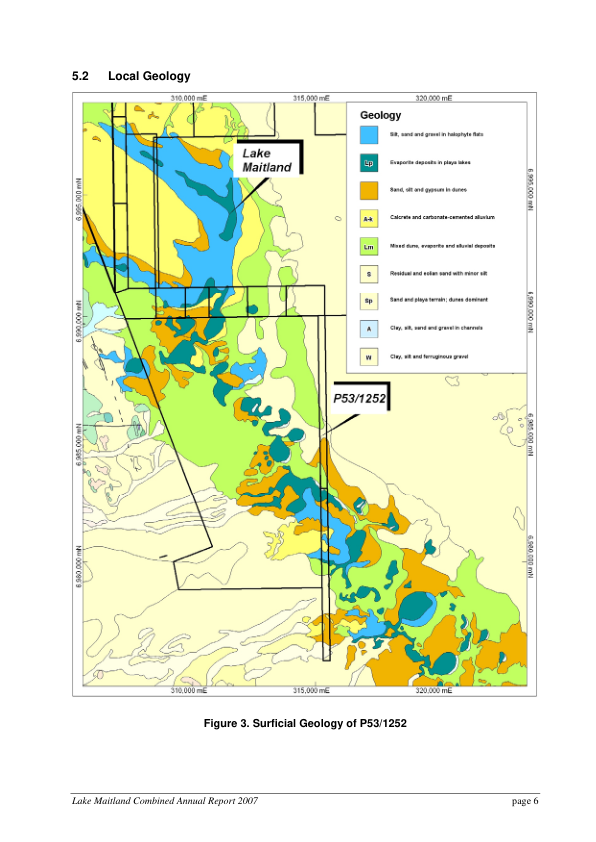 5.2 Local Geology
310,000 mE 315,000 mE 320,000 mE
Geology
Silt, sand and gravel in halophyte flats
Lp Evaporite deposits in playa lakes
Sand, silt and gypsum in dunes
A-k Calcrete and carbonate-cemented alluvium
Lm Mixed dune, evaporite and alluvial deposits
S Residual and eolian sand with minor silt
Sp Sand and playa terrain; dunes dominant
A Clay, silt, sand and gravel in channels
W Clay, silt and ferruginous gravel
Lake
Maitland
P53/1252
6,995,000 mN
6,990,000 mN
6,985,000 mN
6,980,000 mN
6,995,000 mN
6,990,000 mN
6,985,000 mN
6,980,000 mN
310,000 mE 315,000 mE 320,000 mE
Figure 3. Surficial Geology of P53/1252
Lake Maitland Combined Annual Report 2007 page 6